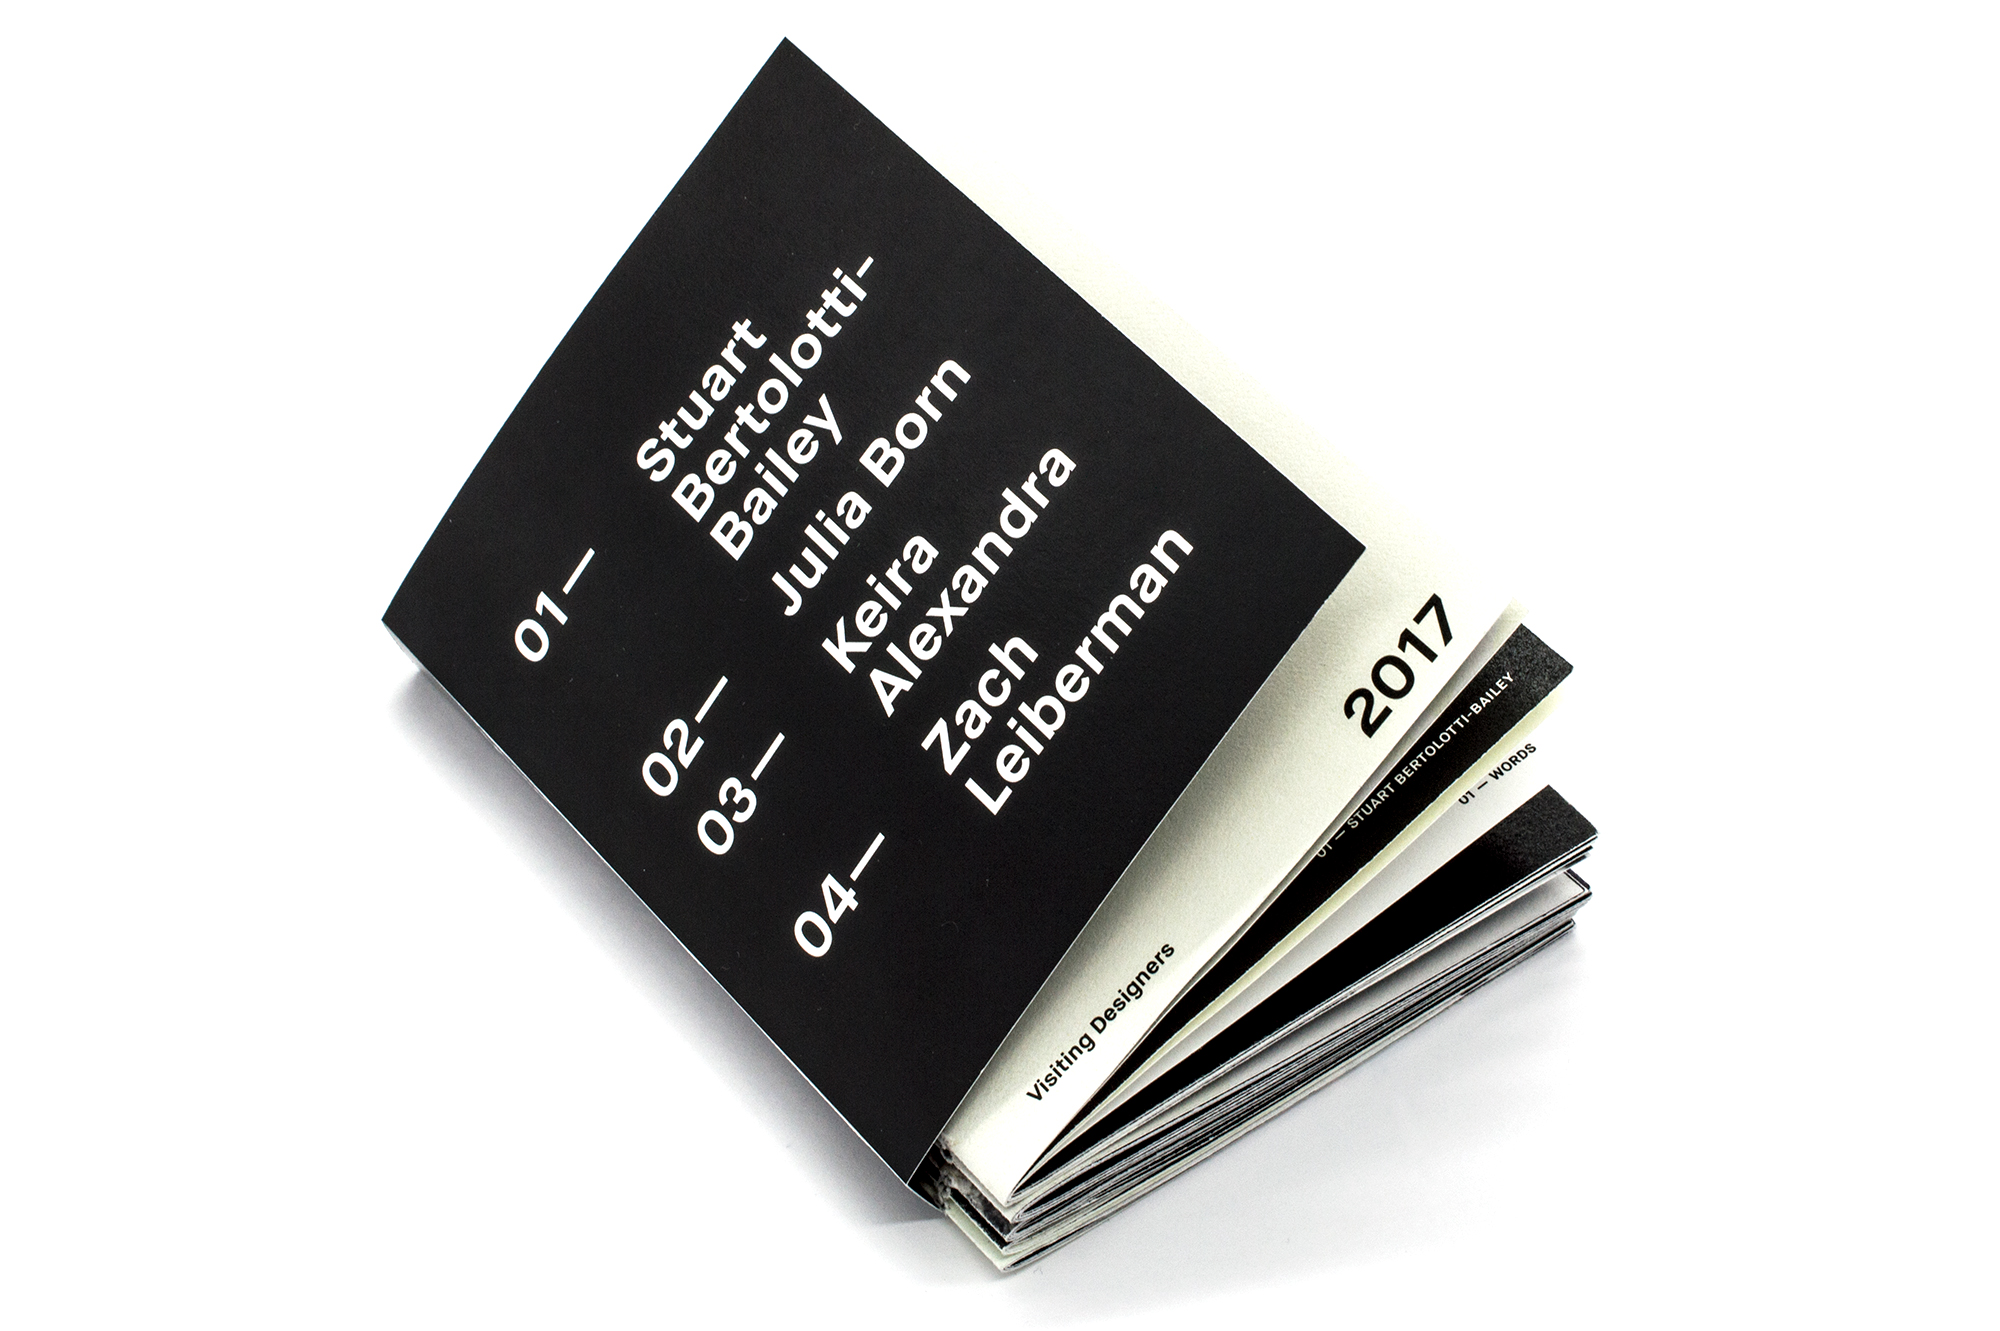 01— Stuart
Bertolotti-
Bailey
02— Julia Born
03— Keira
Alexandra
04— Zach
Leiberman
Visiting Designers 2017
01 — STUART BERTOLOTTI-BAILEY
01 — WORDS